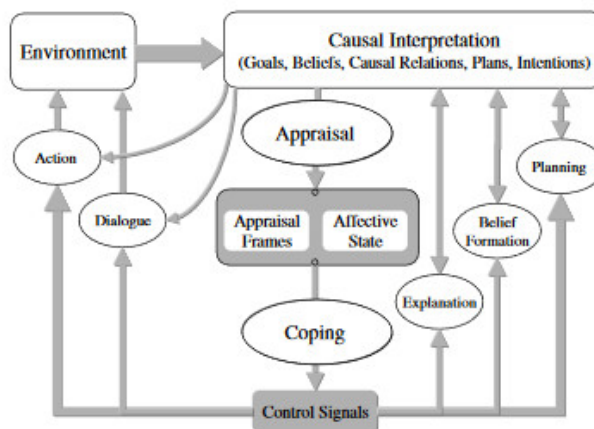 Environment
Causal Interpretation
(Goals, Beliefs, Causal Relations, Plans, Intentions)
Appraisal
Action
Planning
Dialogue
Appraisal
Frames
Affective
State
Belief
Formation
Explanation
Coping
Control Signals